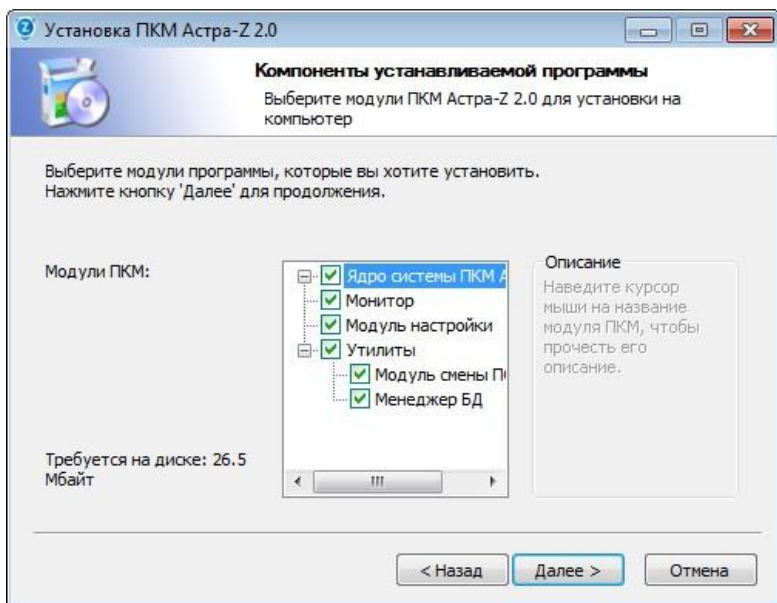 Установка ПКМ Астра-Z 2.0
Компоненты устанавливаемой программы
Выберите модули ПКМ Астра-Z 2.0 для установки на
компьютер
Выберите модули программы, которые вы хотите установить.
Нажмите кнопку 'Далее' для продолжения.
Модули ПКМ:
Ядро системы ПКМ А
Монитор
Модуль настройки
Утилиты
Модуль смены
Менеджер БД
Описание
Наведите курсор
мыши на название
модуля ПКМ, чтобы
прочесть его
описание.
Требуется на диске: 26.5
Мбайт
< Назад
Далее >
Отмена